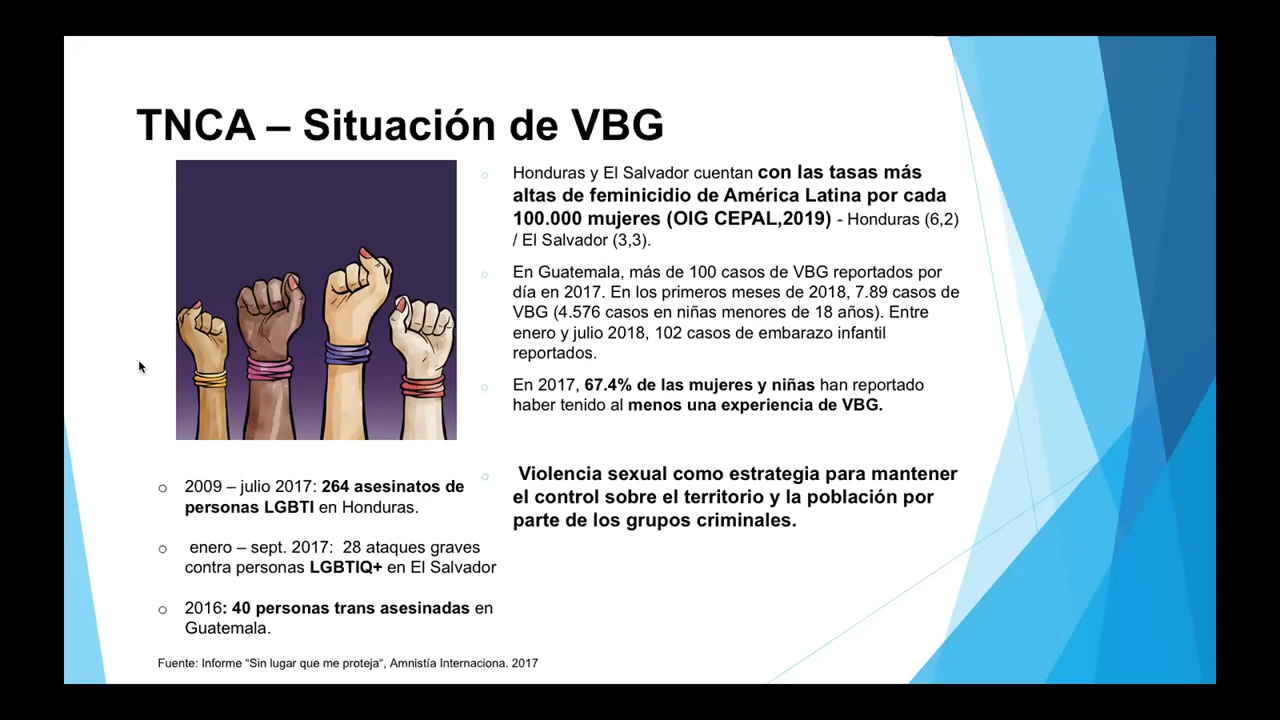 TNCA – Situación de VBG
Honduras y El Salvador cuentan con las tasas más
altas de feminicidio de América Latina por cada
100.000 mujeres (OIG CEPAL,2019) - Honduras (6,2)
/ El Salvador (3,3).
En Guatemala, más de 100 casos de VBG reportados por
día en 2017. En los primeros meses de 2018, 7.89 casos de
VBG (4.576 casos en niñas menores de 18 años). Entre
enero y julio 2018, 102 casos de embarazo infantil
reportados.
En 2017, 67.4% de las mujeres y niñas han reportado
haber tenido al menos una experiencia de VBG.
Violencia sexual como estrategia para mantener
el control sobre el territorio y la población por
parte de los grupos criminales.
2009 – julio 2017: 264 asesinatos de
personas LGBTI en Honduras.
enero – sept. 2017: 28 ataques graves
contra personas LGBTIQ+ en El Salvador
2016: 40 personas trans asesinadas en
Guatemala.
Fuente: Informe “Sin lugar que me proteja“, Amnistía Internaciona. 2017